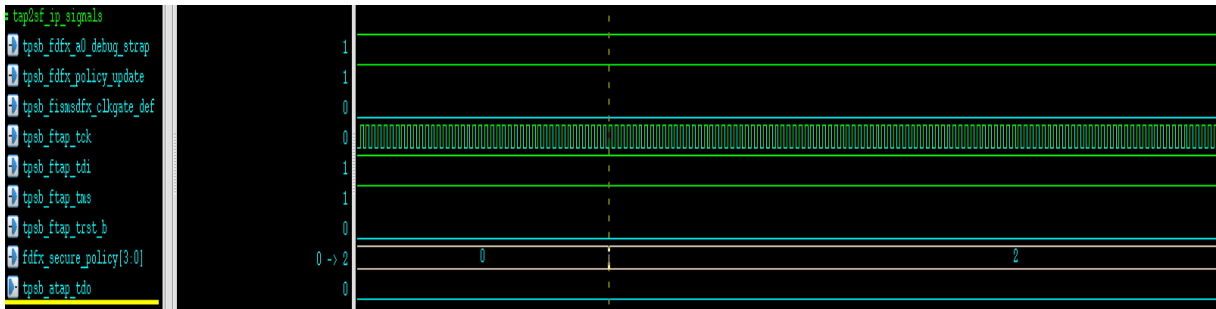 tap2sf_ip_signals
tpsb_fdfx_a0_debug_strap 1
tpsb_fdfx_policy_update 1
tpsb_fismsdfx_clkgate_def 0
tpsb_ftap_tck 0
tpsb_ftap_tdi 1
tpsb_ftap_tms 1
tpsb_ftap_trst_b 0
fdfx_secure_policy[3:0] 0 -> 2 0 2
tpsb_atap_tdo 0